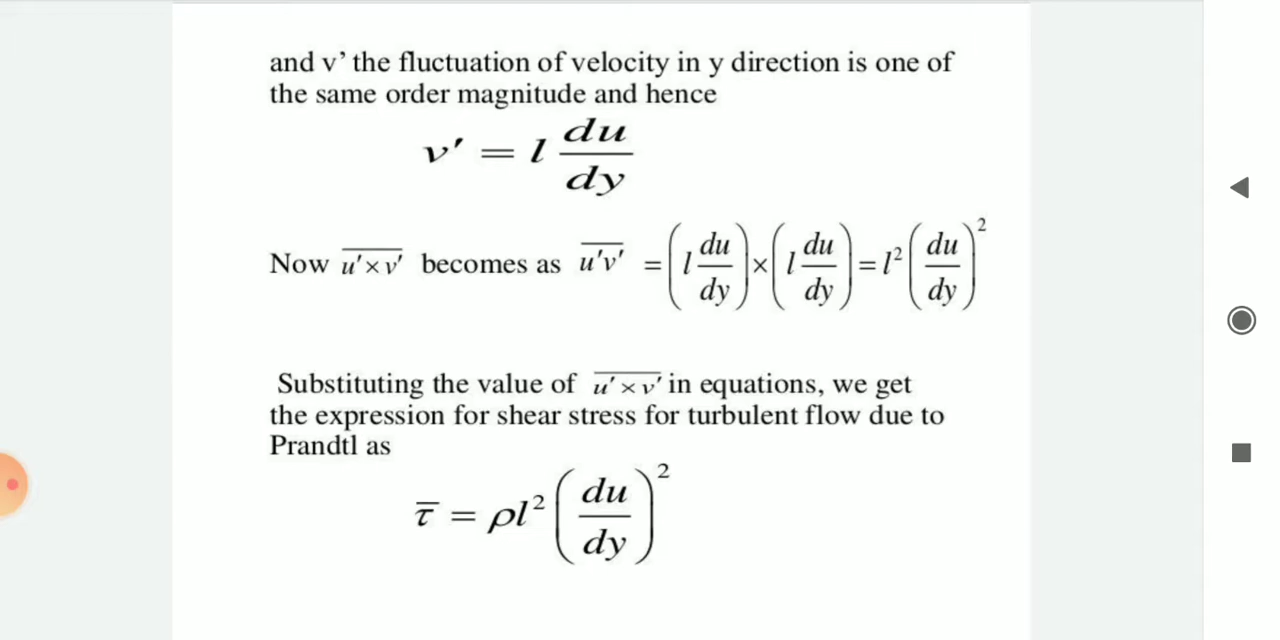 and v’ the fluctuation of velocity in y direction is one of
the same order magnitude and hence
v' = l du/dy
Now u'×v' becomes as u'v' = (l du/dy) × (l du/dy) = l² (du/dy)²
Substituting the value of u'×v' in equations, we get
the expression for shear stress for turbulent flow due to
Prandtl as
τ̅ = ρl² (du/dy)²